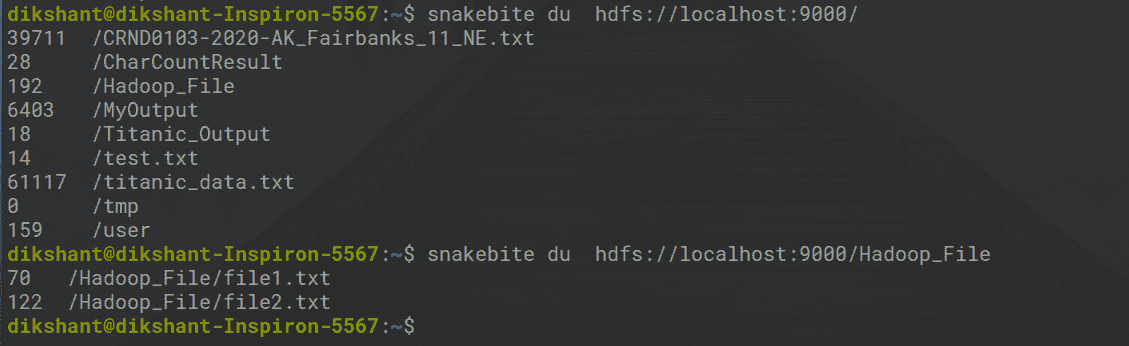 dikshant@dikshant-Inspiron-5567:~$ snakebite du  hdfs://localhost:9000/
39711  /CRND0103-2020-AK_Fairbanks_11_NE.txt
28     /CharCountResult
192    /Hadoop_File
6403   /MyOutput
18     /Titanic_Output
14     /test.txt
61117  /titanic_data.txt
0      /tmp
159    /user
dikshant@dikshant-Inspiron-5567:~$ snakebite du  hdfs://localhost:9000/Hadoop_File
70   /Hadoop_File/file1.txt
122  /Hadoop_File/file2.txt
dikshant@dikshant-Inspiron-5567:~$